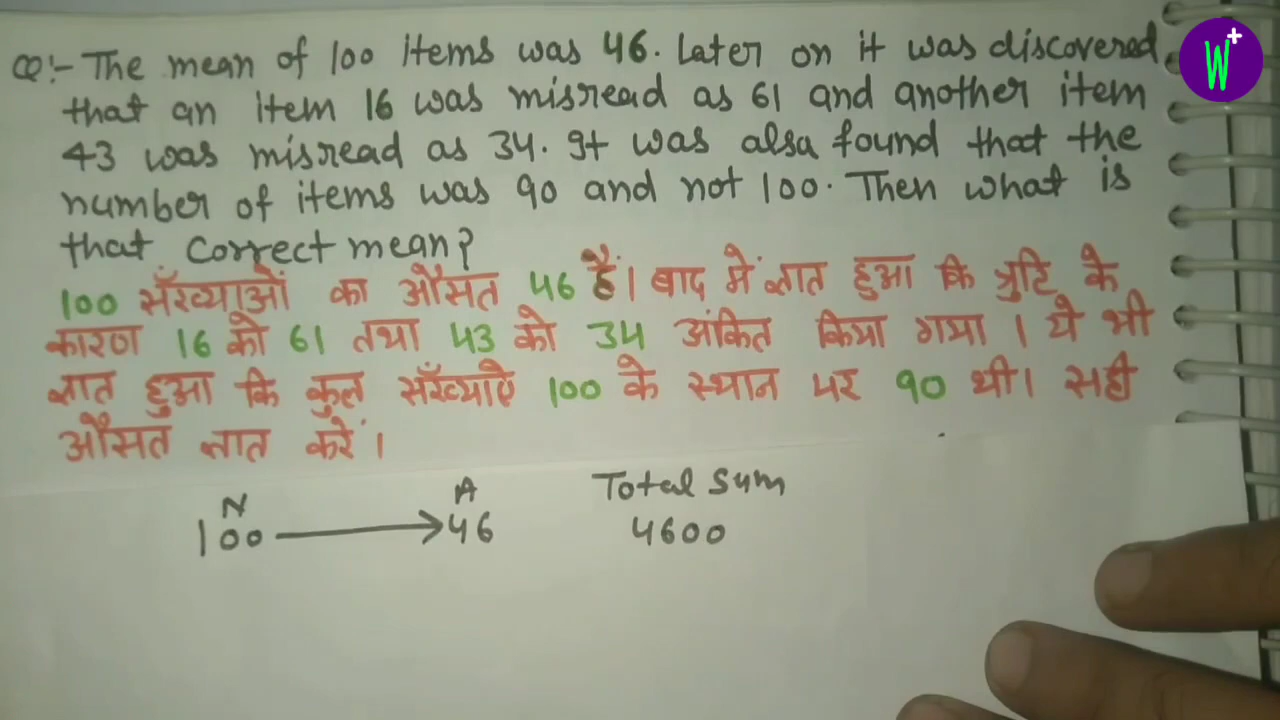 Q:- The mean of 100 items was 46. Later on it was discovered
that an item 16 was misread as 61 and another item
43 was misread as 34. It was alsa found that the
number of items was 90 and not 100. Then what is
that correct mean?
100 सँख्याओं का औसत 46 है। बाद में ज्ञात हुआ कि त्रुटि के
कारण 16 को 61 तथा 43 को 34 अंकित किया गया । ये भी
ज्ञात हुआ कि कुल सँख्याऐ 100 के स्थान पर 90 थी। सही
औसत ज्ञात करें ।
N A Total Sum
100 → 46 4600
W+